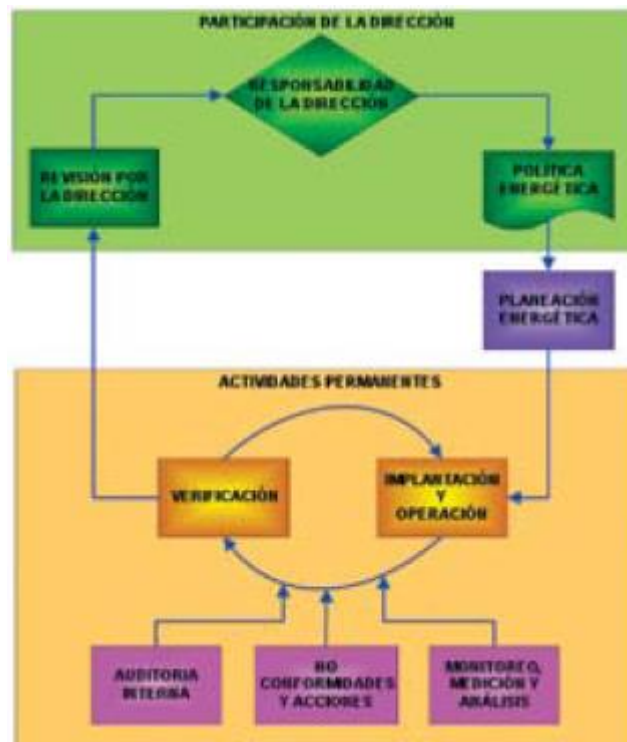 PARTICIPACIÓN DE LA DIRECCIÓN
RESPONSABILIDAD
DE LA DIRECCIÓN
REVISIÓN POR
LA DIRECCIÓN
POLÍTICA
ENERGÉTICA
PLANEACIÓN
ENERGÉTICA
ACTIVIDADES PERMANENTES
VERIFICACIÓN
IMPLANTACIÓN
Y
OPERACIÓN
AUDITORIA
INTERNA
NO
CONFORMIDADES
Y ACCIONES
MONITOREO,
MEDICIÓN Y
ANÁLISIS